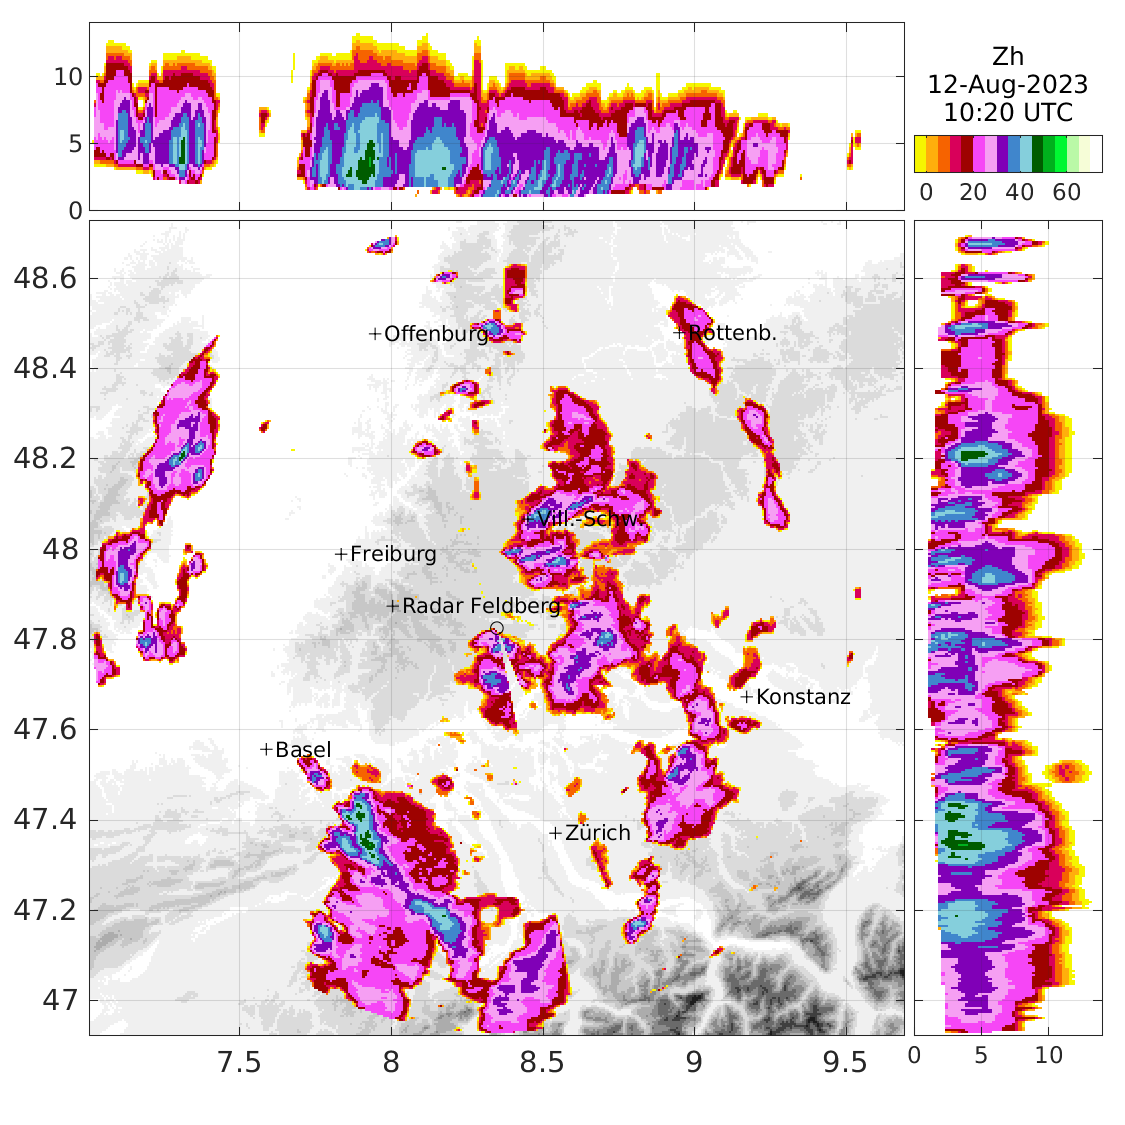 Zh
12-Aug-2023
10:20 UTC
0 20 40 60
10
5
0
48.6
48.4
48.2
48
47.8
47.6
47.4
47.2
47
+Offenburg
+Rottenb.
+Vill.-Schw.
+Freiburg
+Radar Feldberg
+Konstanz
+Basel
+Zürich
7.5 8 8.5 9 9.5
0 5 10